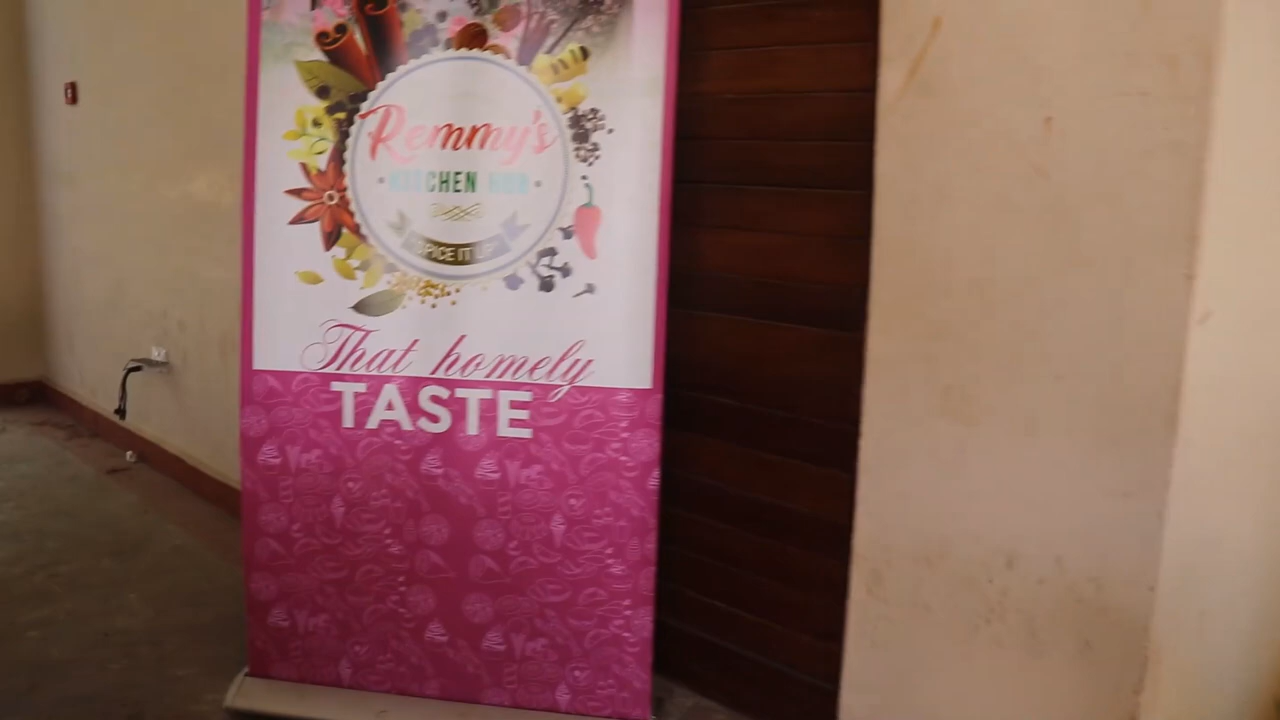 Remmy's
KITCHEN HUB
SPICE IT UP
That homely
TASTE